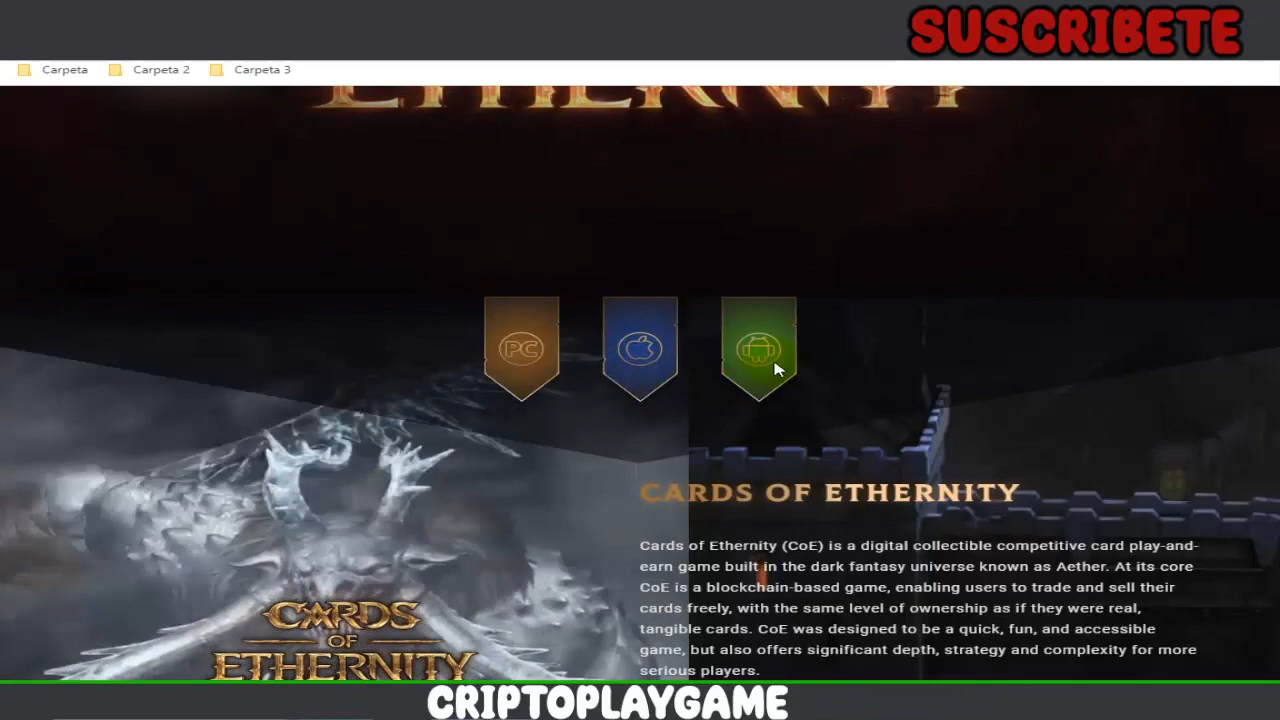 SUSCRIBETE
Carpeta Carpeta 2 Carpeta 3
ETHERNITY
PC
CARDS OF ETHERNITY
Cards of Ethernity (CoE) is a digital collectible competitive card play-and-
earn game built in the dark fantasy universe known as Aether. At its core
CoE is a blockchain-based game, enabling users to trade and sell their
cards freely, with the same level of ownership as if they were real,
tangible cards. CoE was designed to be a quick, fun, and accessible
game, but also offers significant depth, strategy and complexity for more
serious players.
CARDS
OF
ETHERNITY
CRIPTOPLAYGAME